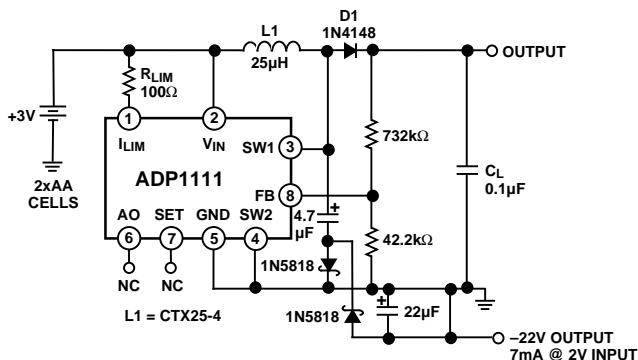 L1
25µH
D1
1N4148
OUTPUT
RLIM
100Ω
+3V
2xAA
CELLS
1
2
ILIM
VIN
SW1
3
732kΩ
CL
0.1µF
ADP1111
FB
8
4.7
µF
+
AO
SET
GND
SW2
6
7
5
4
42.2kΩ
1N5818
NC
NC
+
22µF
L1 = CTX25-4
1N5818
–22V OUTPUT
7mA @ 2V INPUT